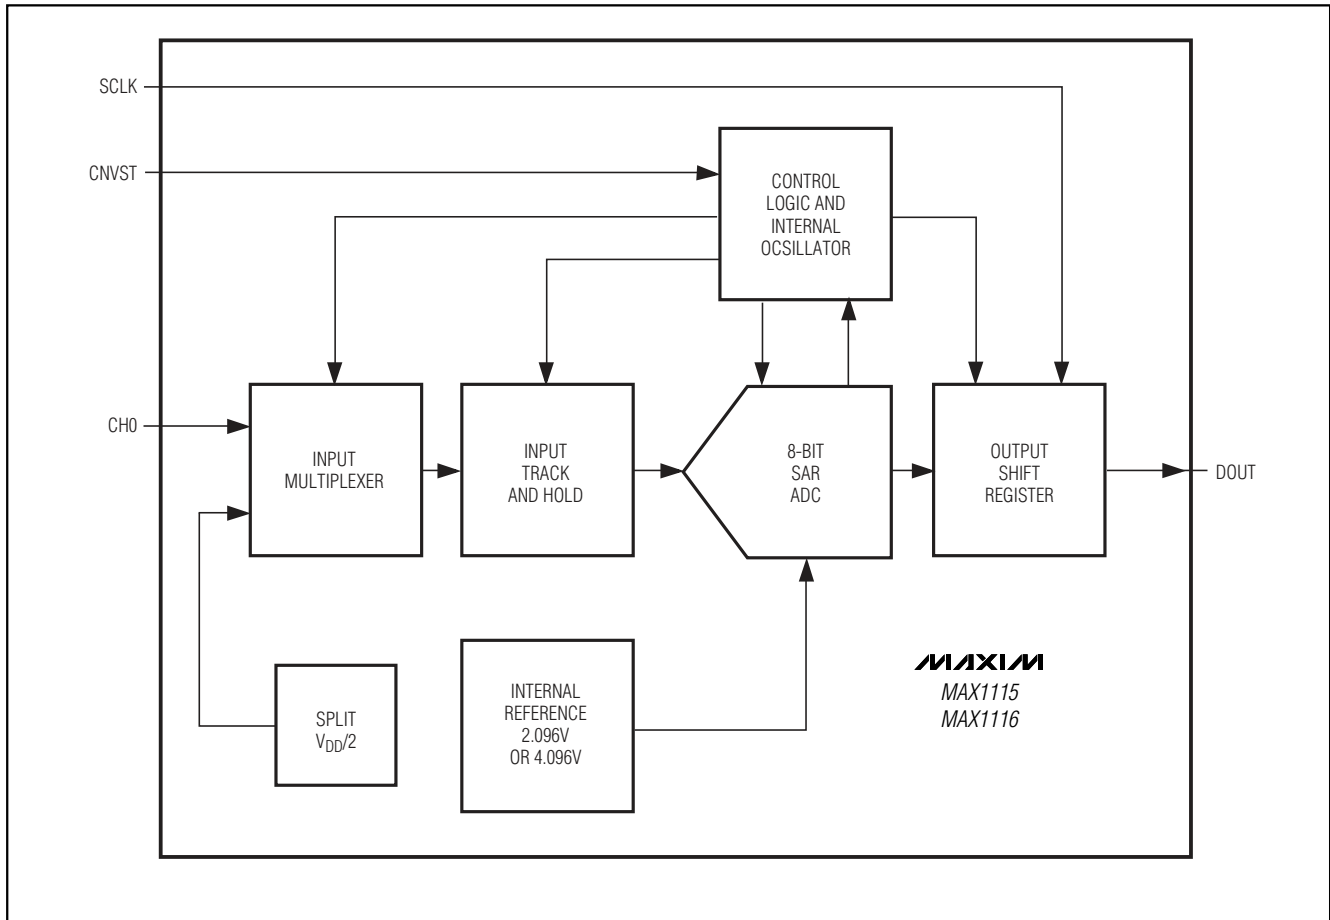 SCLK
CNVST
CONTROL
LOGIC AND
INTERNAL
OCSILLATOR
CH0
INPUT
MULTIPLEXER
INPUT
TRACK
AND HOLD
8-BIT
SAR
ADC
OUTPUT
SHIFT
REGISTER
DOUT
SPLIT
VDD/2
INTERNAL
REFERENCE
2.096V
OR 4.096V
MAXIM
MAX1115
MAX1116